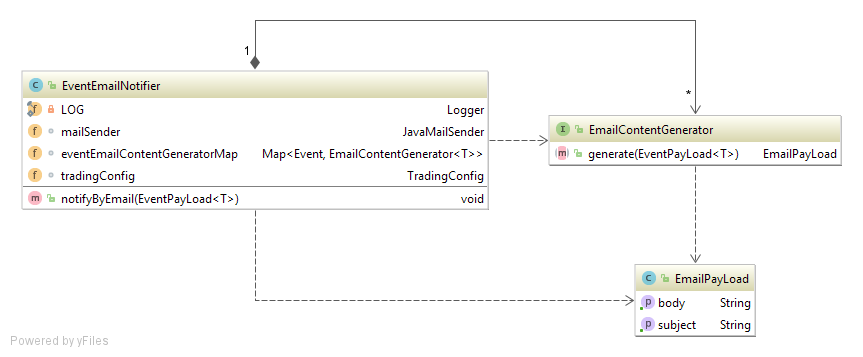 1
EventEmailNotifier
LOG Logger
mailSender JavaMailSender
eventEmailContentGeneratorMap Map<Event, EmailContentGenerator<T>>
tradingConfig TradingConfig
notifyByEmail(EventPayLoad<T>) void
*
EmailContentGenerator
generate(EventPayLoad<T>) EmailPayLoad
EmailPayLoad
body String
subject String
Powered by yFiles